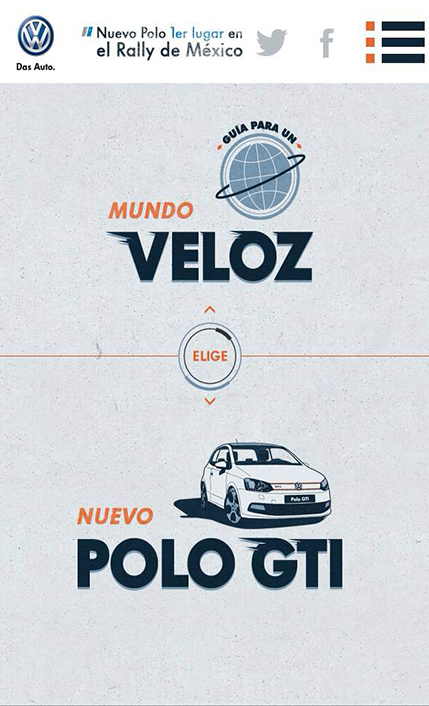 Nuevo Polo 1er lugar en
el Rally de México
Das Auto.
GUÍA PARA UN
MUNDO
VELOZ
ELIGE
Polo GTI
NUEVO
POLO GTI